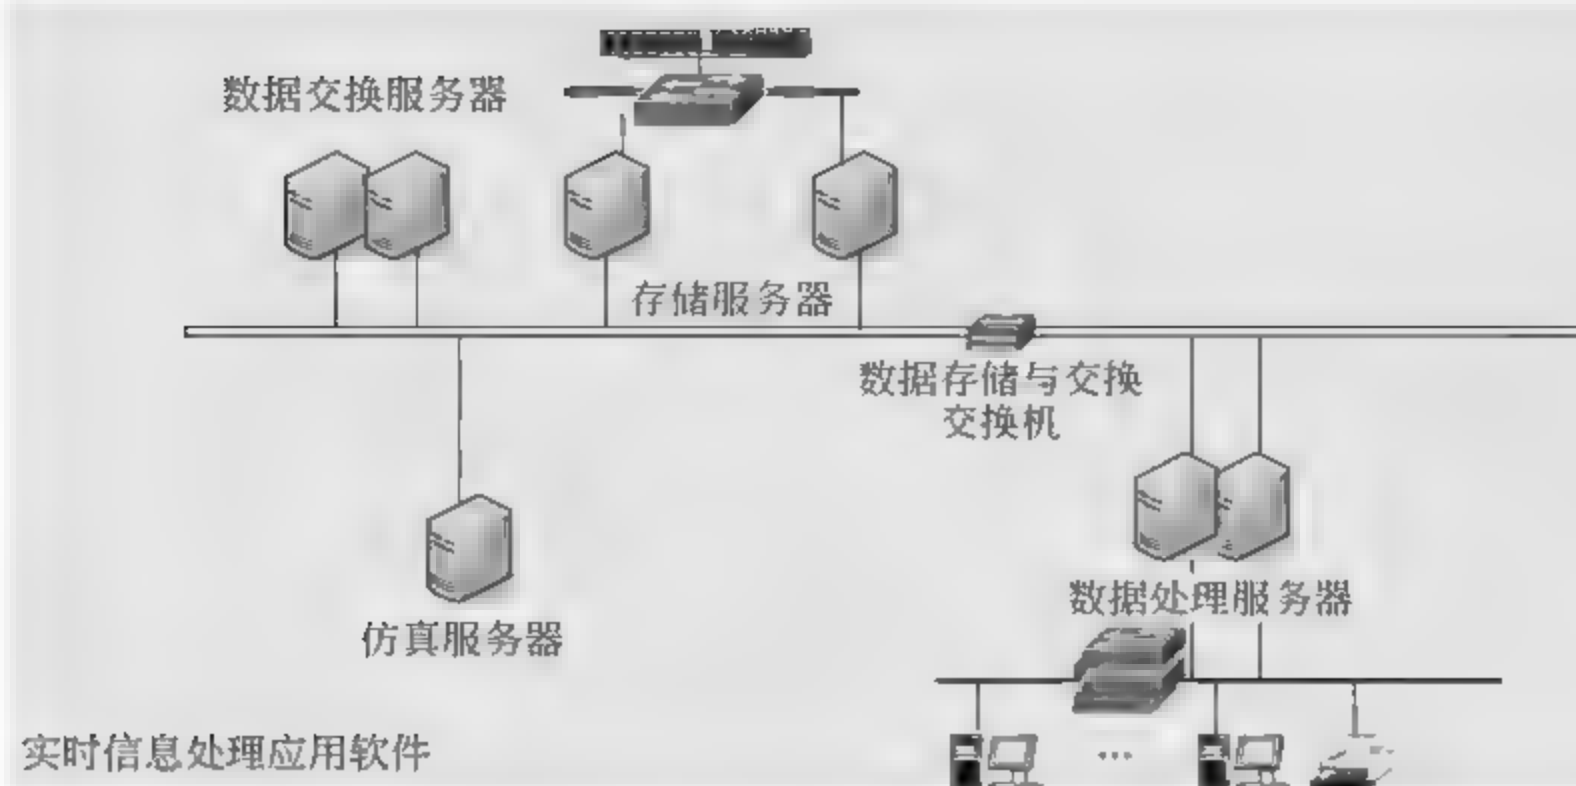 数据交换服务器
存储服务器
数据存储与交换
交换机
数据处理服务器
仿真服务器
实时信息处理应用软件
…